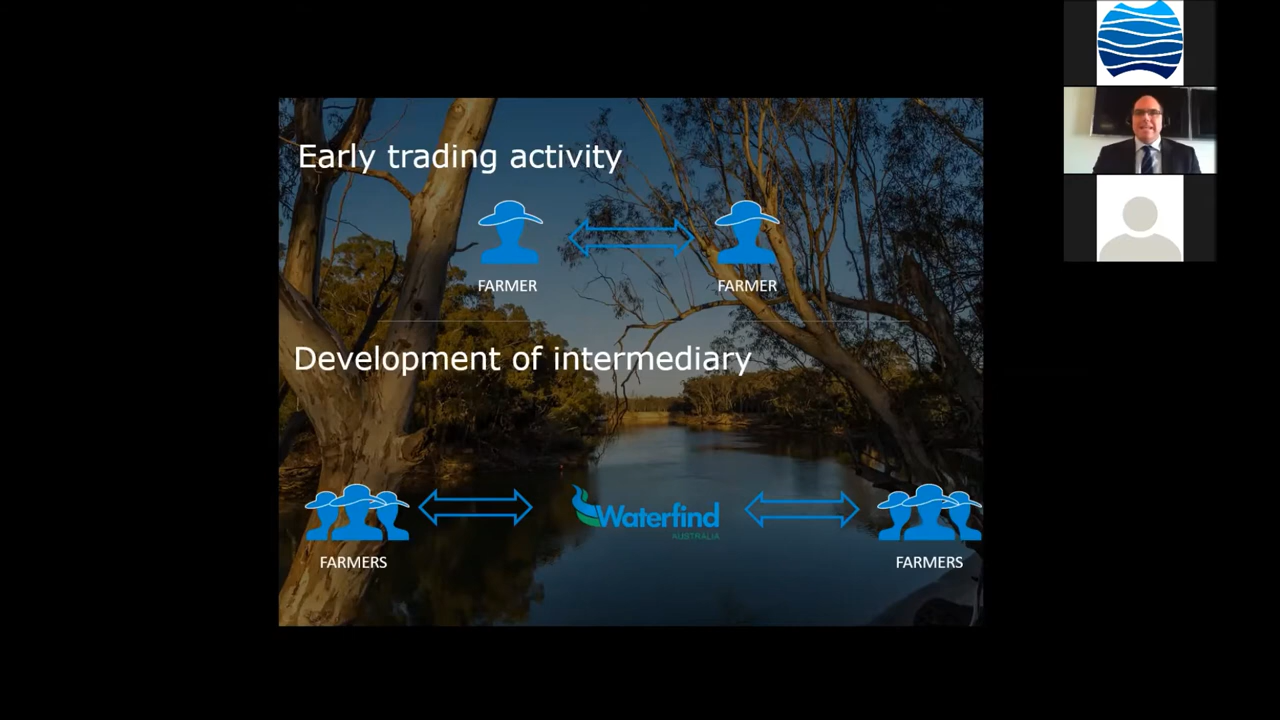 Early trading activity
FARMER
FARMER
Development of intermediary
Waterfind
AUSTRALIA
FARMERS
FARMERS